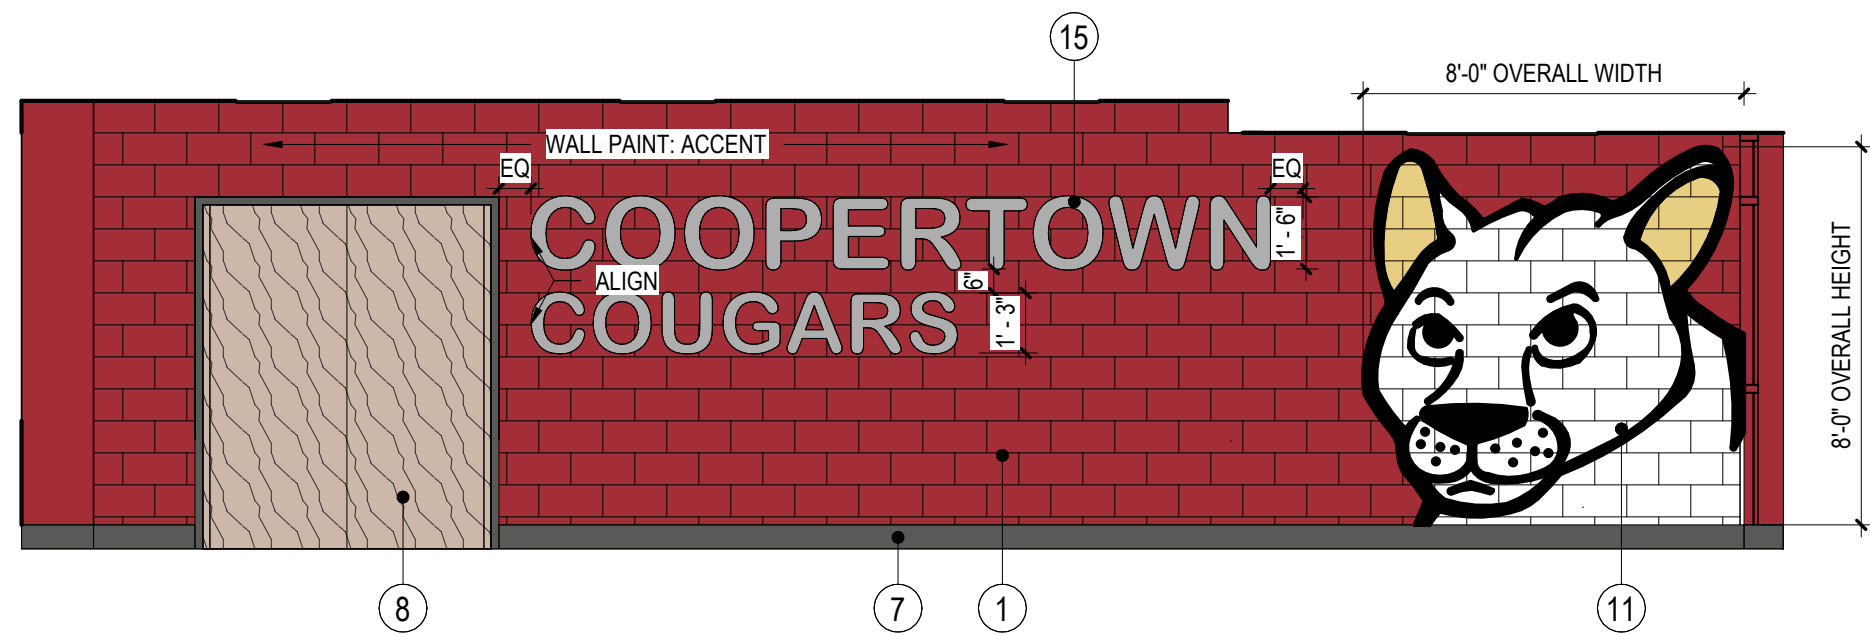 15
8'-0" OVERALL WIDTH
WALL PAINT: ACCENT
EQ
EQ
COOPERTOWN
1' - 6"
ALIGN
6"
COUGARS
1' - 3"
8'-0" OVERALL HEIGHT
8
7
1
11